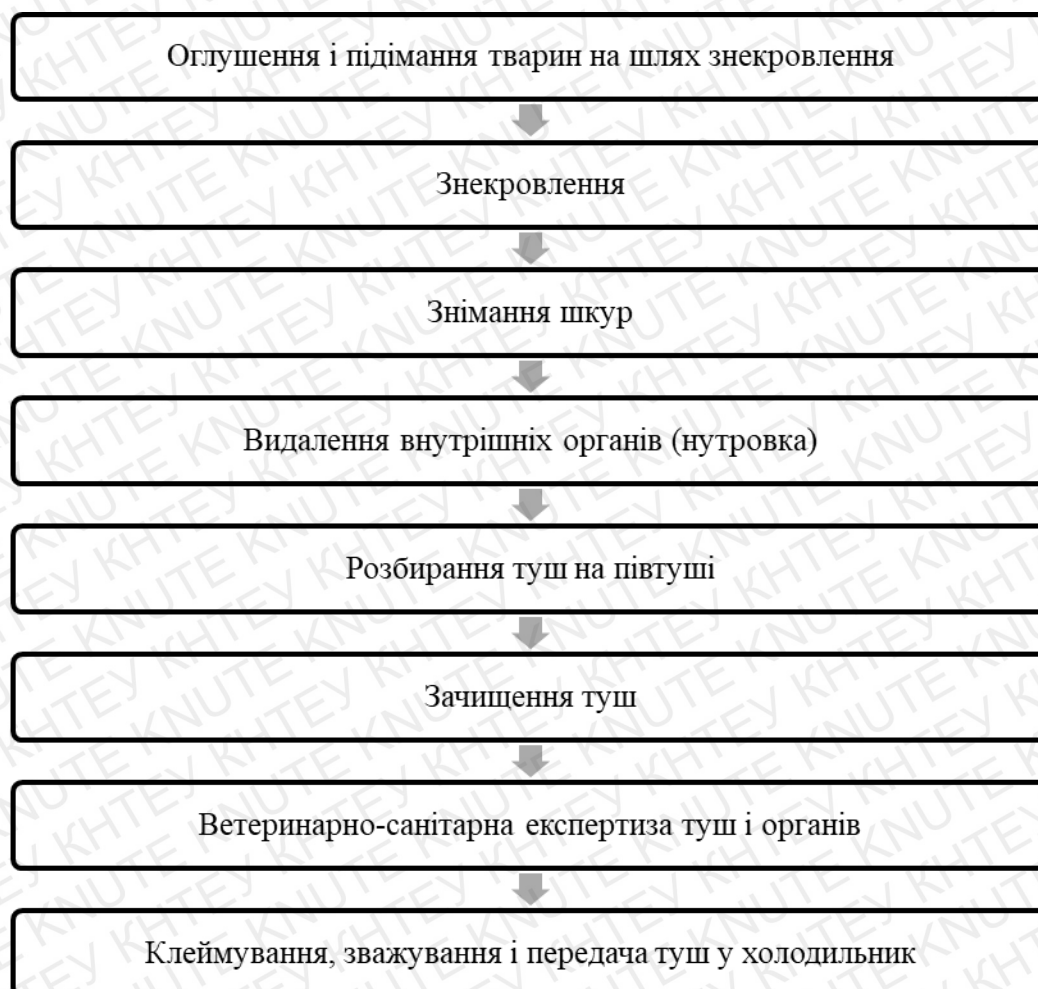 Оглушення і підімання тварин на шлях знекровлення
Знекровлення
Знімання шкур
Видалення внутрішніх органів (нутровка)
Розбирання туш на півтуші
Зачищення туш
Ветеринарно-санітарна експертиза туш і органів
Клеймування, зважування і передача туш у холодильник